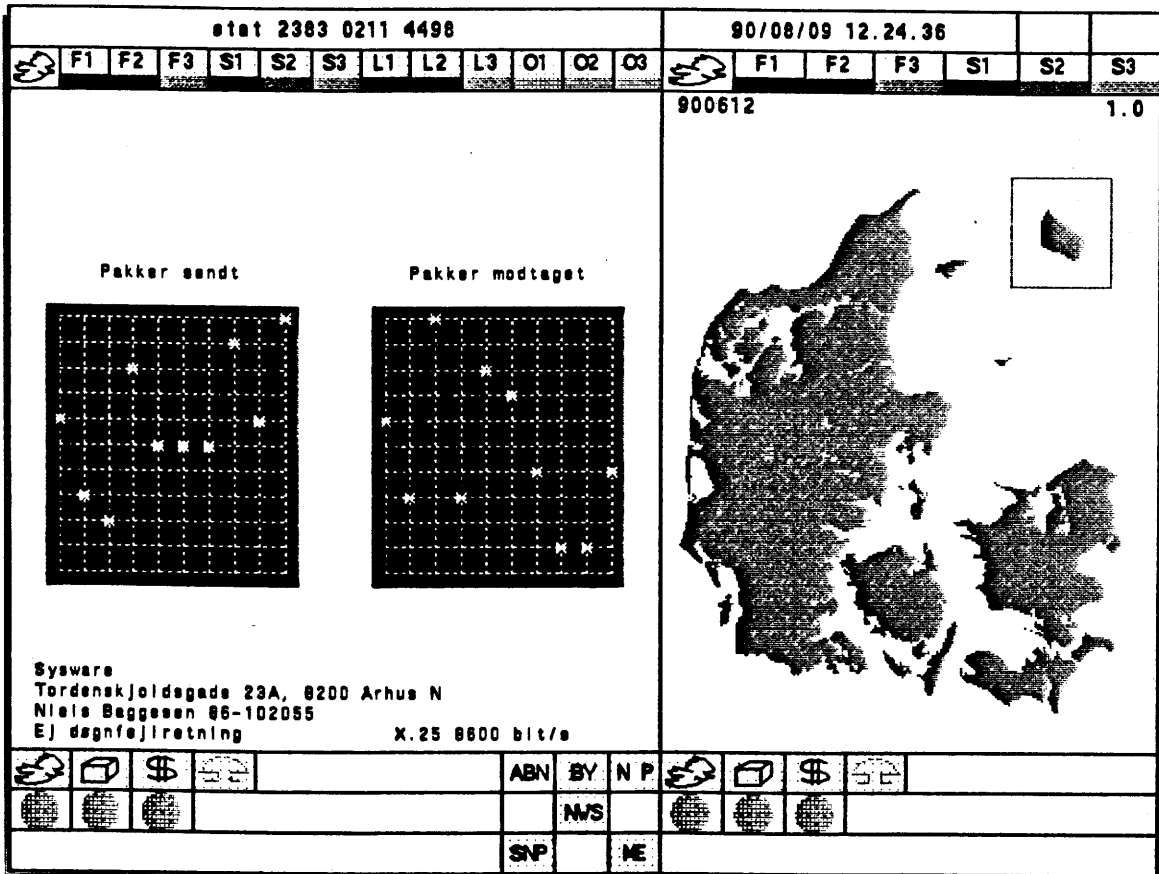 stat 2383 0211 4498
90/08/09 12.24.36
F1 F2 F3 S1 S2 S3 L1 L2 L3 O1 O2 O3
F1 F2 F3 S1 S2 S3
900612 1.0
Pakker sendt
Pakker modtaget
Sysware
Tordenskjoldsgade 23A, 8200 Arhus N
Niels Baggesen 86-102055
Ej døgnfejlretning X.25 9600 bit/s
$ ABN BY N P $
NWS
SNP ME